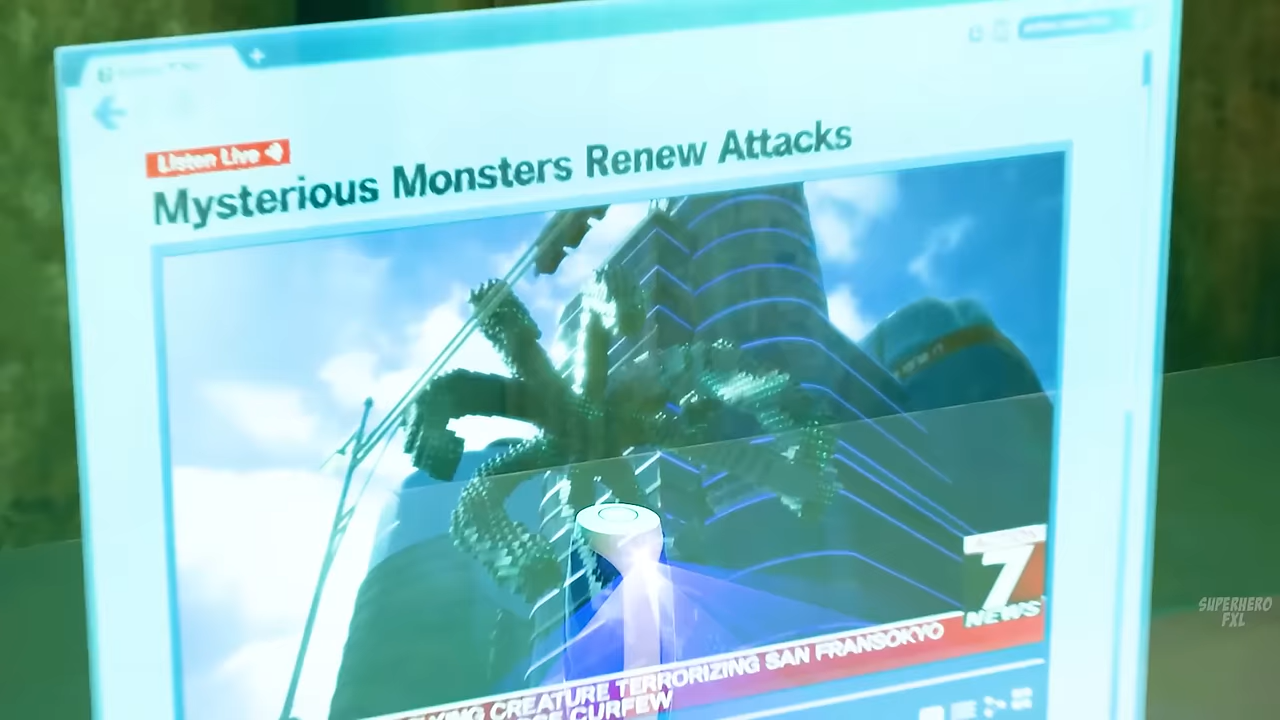 Listen Live
Mysterious Monsters Renew Attacks
7
NEWS
CREATURE TERRORIZING SAN FRANSOKYO
CURFEW
SUPERHERO
FXL